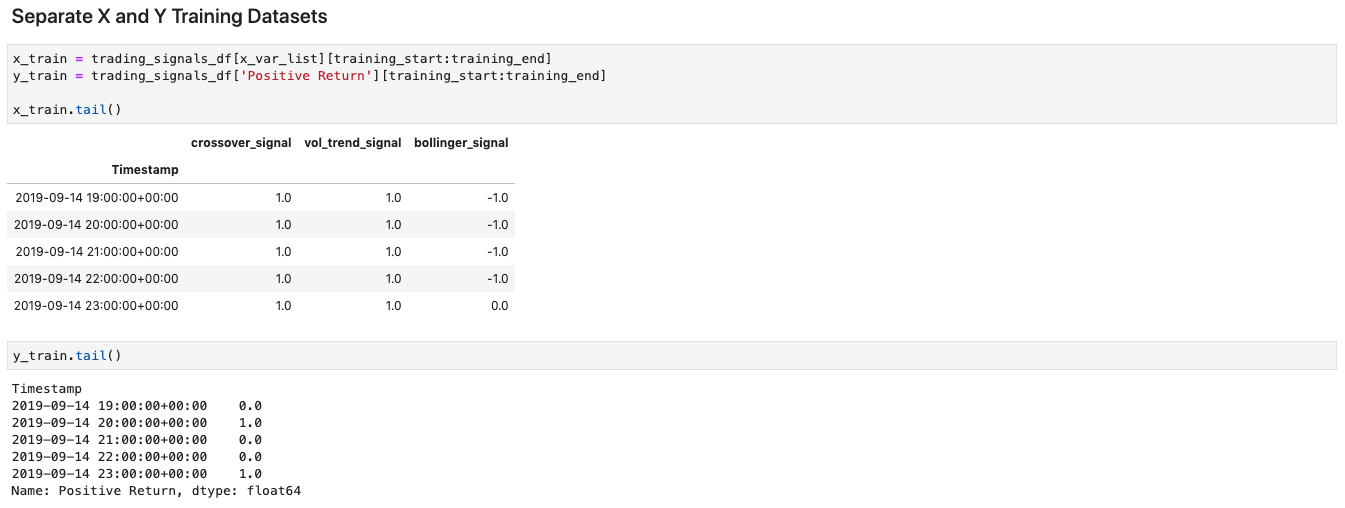 Separate X and Y Training Datasets
x_train = trading_signals_df[x_var_list][training_start:training_end]
y_train = trading_signals_df['Positive Return'][training_start:training_end]
x_train.tail()
crossover_signal vol_trend_signal bollinger_signal
Timestamp
2019-09-14 19:00:00+00:00 1.0 1.0 -1.0
2019-09-14 20:00:00+00:00 1.0 1.0 -1.0
2019-09-14 21:00:00+00:00 1.0 1.0 -1.0
2019-09-14 22:00:00+00:00 1.0 1.0 -1.0
2019-09-14 23:00:00+00:00 1.0 1.0 0.0
y_train.tail()
Timestamp
2019-09-14 19:00:00+00:00 0.0
2019-09-14 20:00:00+00:00 1.0
2019-09-14 21:00:00+00:00 0.0
2019-09-14 22:00:00+00:00 0.0
2019-09-14 23:00:00+00:00 1.0
Name: Positive Return, dtype: float64